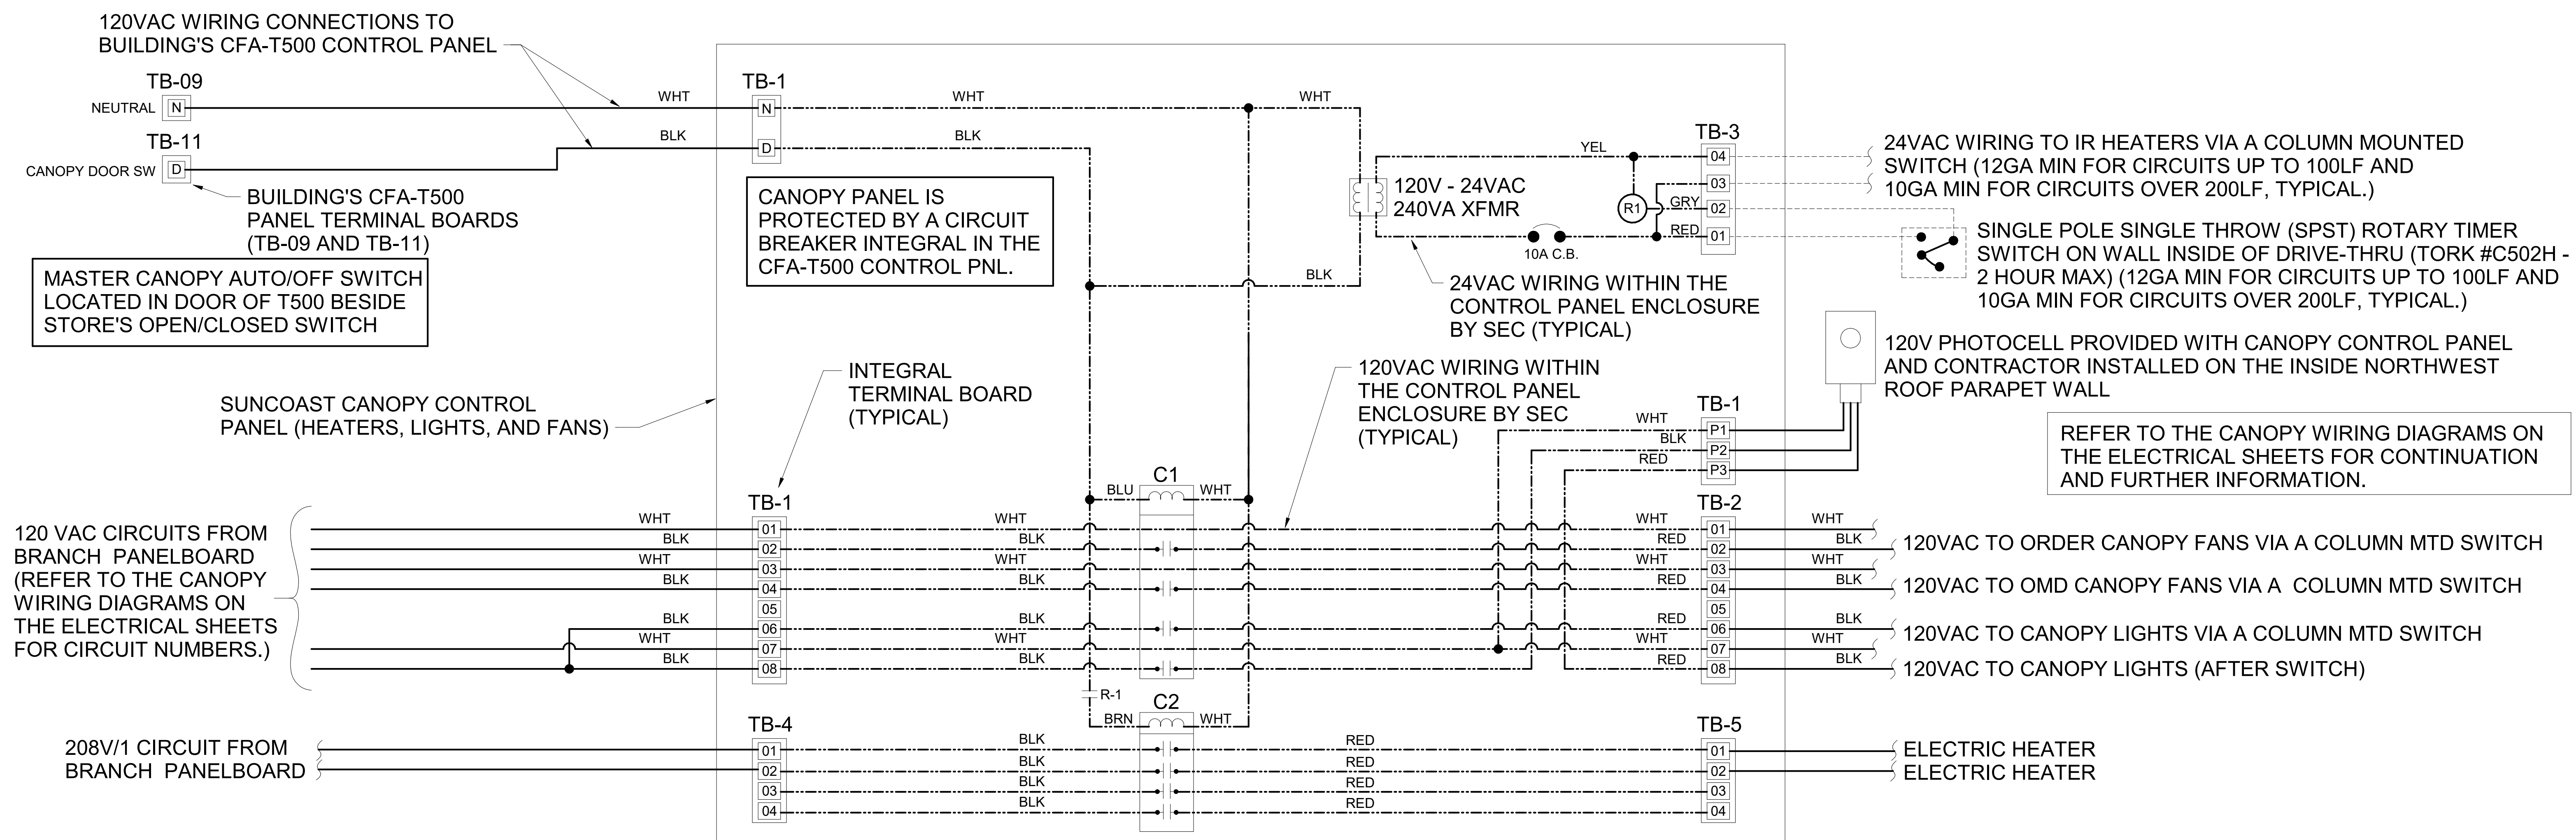 120VAC WIRING CONNECTIONS TO
BUILDING'S CFA-T500 CONTROL PANEL
TB-09
NEUTRAL
N
WHT
TB-11
CANOPY DOOR SW
D
BLK
BUILDING'S CFA-T500
PANEL TERMINAL BOARDS
(TB-09 AND TB-11)
MASTER CANOPY AUTO/OFF SWITCH
LOCATED IN DOOR OF T500 BESIDE
STORE'S OPEN/CLOSED SWITCH
TB-1
N
WHT
WHT
D
BLK
CANOPY PANEL IS
PROTECTED BY A CIRCUIT
BREAKER INTEGRAL IN THE
CFA-T500 CONTROL PNL.
BLK
120V - 24VAC
240VA XFMR
YEL
R1
GRY
RED
10A C.B.
TB-3
04
03
02
01
24VAC WIRING WITHIN THE
CONTROL PANEL ENCLOSURE
BY SEC (TYPICAL)
24VAC WIRING TO IR HEATERS VIA A COLUMN MOUNTED
SWITCH (12GA MIN FOR CIRCUITS UP TO 100LF AND
10GA MIN FOR CIRCUITS OVER 200LF, TYPICAL.)
SINGLE POLE SINGLE THROW (SPST) ROTARY TIMER
SWITCH ON WALL INSIDE OF DRIVE-THRU (TORK #C502H -
2 HOUR MAX) (12GA MIN FOR CIRCUITS UP TO 100LF AND
10GA MIN FOR CIRCUITS OVER 200LF, TYPICAL.)
120V PHOTOCELL PROVIDED WITH CANOPY CONTROL PANEL
AND CONTRACTOR INSTALLED ON THE INSIDE NORTHWEST
ROOF PARAPET WALL
REFER TO THE CANOPY WIRING DIAGRAMS ON
THE ELECTRICAL SHEETS FOR CONTINUATION
AND FURTHER INFORMATION.
SUNCOAST CANOPY CONTROL
PANEL (HEATERS, LIGHTS, AND FANS)
INTEGRAL
TERMINAL BOARD
(TYPICAL)
120VAC WIRING WITHIN
THE CONTROL PANEL
ENCLOSURE BY SEC
(TYPICAL)
TB-1
WHT
P1
BLK
P2
RED
P3
120 VAC CIRCUITS FROM
BRANCH PANELBOARD
(REFER TO THE CANOPY
WIRING DIAGRAMS ON
THE ELECTRICAL SHEETS
FOR CIRCUIT NUMBERS.)
TB-1
C1
BLU
WHT
TB-2
WHT 01 WHT WHT 01 WHT
BLK 02 BLK RED 02 BLK
120VAC TO ORDER CANOPY FANS VIA A COLUMN MTD SWITCH
WHT 03 WHT WHT 03 WHT
BLK 04 BLK RED 04 BLK
120VAC TO OMD CANOPY FANS VIA A COLUMN MTD SWITCH
05 05
BLK 06 BLK RED 06 BLK
120VAC TO CANOPY LIGHTS VIA A COLUMN MTD SWITCH
WHT 07 WHT WHT 07 WHT
BLK 08 BLK RED 08 BLK
120VAC TO CANOPY LIGHTS (AFTER SWITCH)
R-1
C2
BRN
WHT
208V/1 CIRCUIT FROM
BRANCH PANELBOARD
TB-4
TB-5
01 BLK RED 01
ELECTRIC HEATER
02 BLK RED 02
ELECTRIC HEATER
03 BLK RED 03
04 BLK RED 04